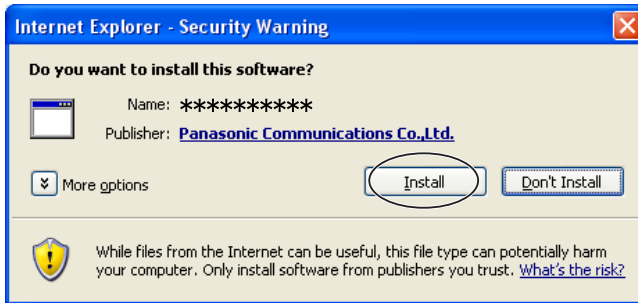 Internet Explorer - Security Warning
Do you want to install this software?
Name: **********
Publisher: Panasonic Communications Co.,Ltd.
More options
Install
Don't Install
While files from the Internet can be useful, this file type can potentially harm
your computer. Only install software from publishers you trust. What's the risk?